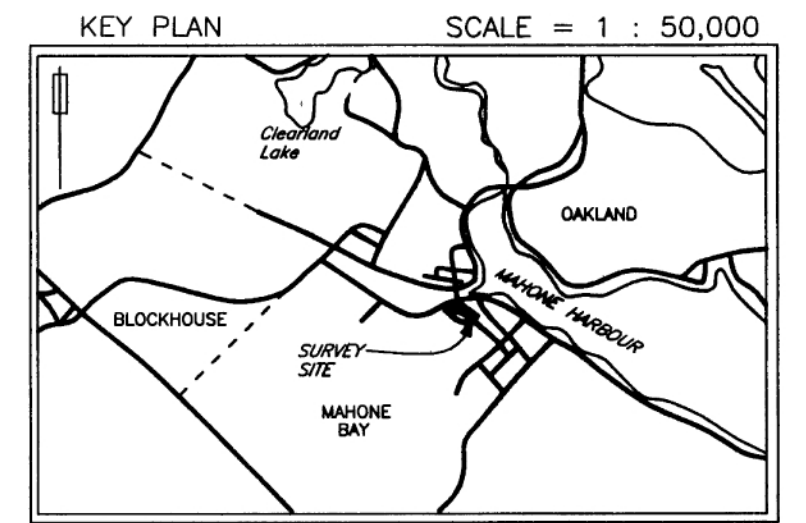 KEY PLAN
SCALE = 1 : 50,000
Clearland
Lake
OAKLAND
MAHONE HARBOUR
BLOCKHOUSE
SURVEY
SITE
MAHONE
BAY